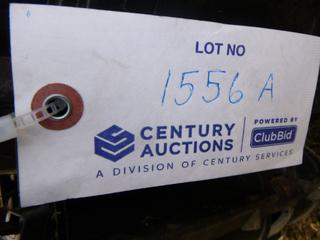 LOT NO
1556 A
CENTURY
AUCTIONS
POWERED BY
ClubBid
A DIVISION OF CENTURY SERVICES